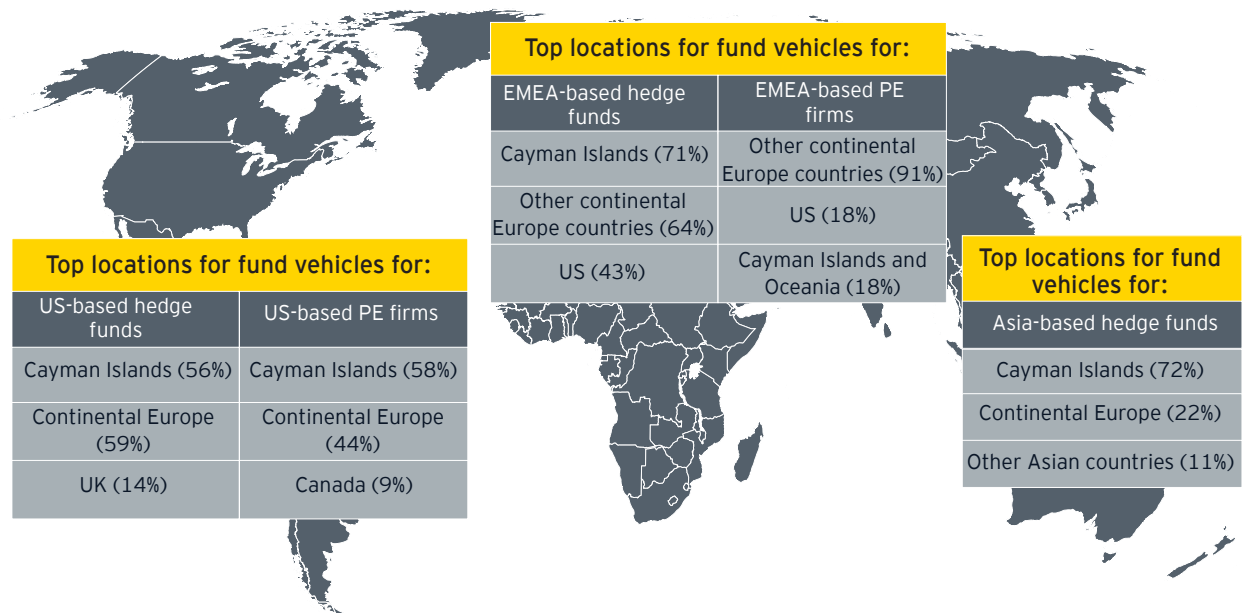 Top locations for fund vehicles for:
EMEA-based hedge
funds
EMEA-based PE
firms
Cayman Islands (71%)
Other continental
Europe countries (91%)
Other continental
Europe countries (64%)
US (18%)
US (43%)
Cayman Islands and
Oceania (18%)
Top locations for fund vehicles for:
US-based hedge
funds
US-based PE firms
Cayman Islands (56%)
Cayman Islands (58%)
Continental Europe
(59%)
Continental Europe
(44%)
UK (14%)
Canada (9%)
Top locations for fund
vehicles for:
Asia-based hedge funds
Cayman Islands (72%)
Continental Europe (22%)
Other Asian countries (11%)